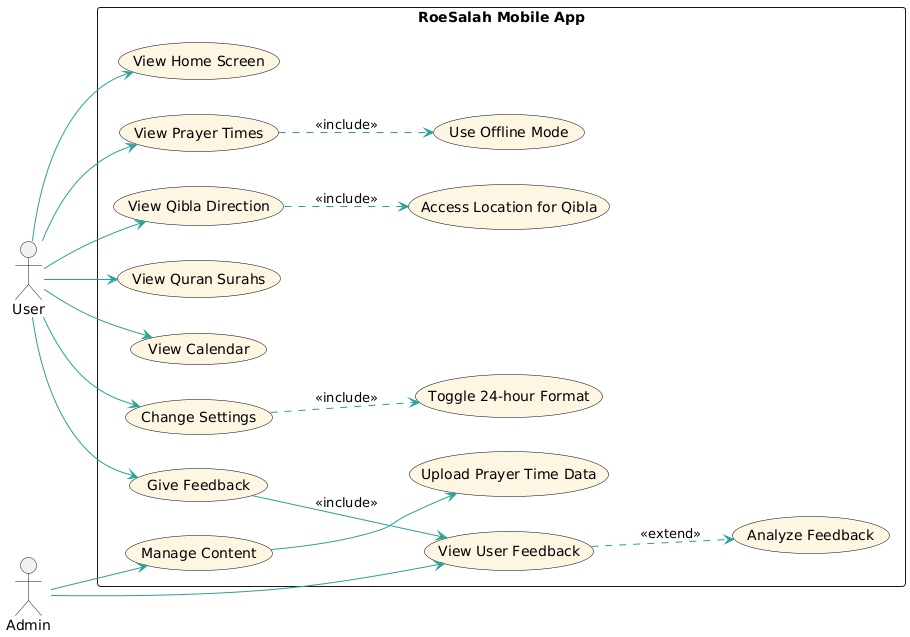 RoeSalah Mobile App
View Home Screen
View Prayer Times
«include»
Use Offline Mode
View Qibla Direction
«include»
Access Location for Qibla
User
View Quran Surahs
View Calendar
Change Settings
«include»
Toggle 24-hour Format
Give Feedback
«include»
Upload Prayer Time Data
Manage Content
View User Feedback
«extend»
Analyze Feedback
Admin